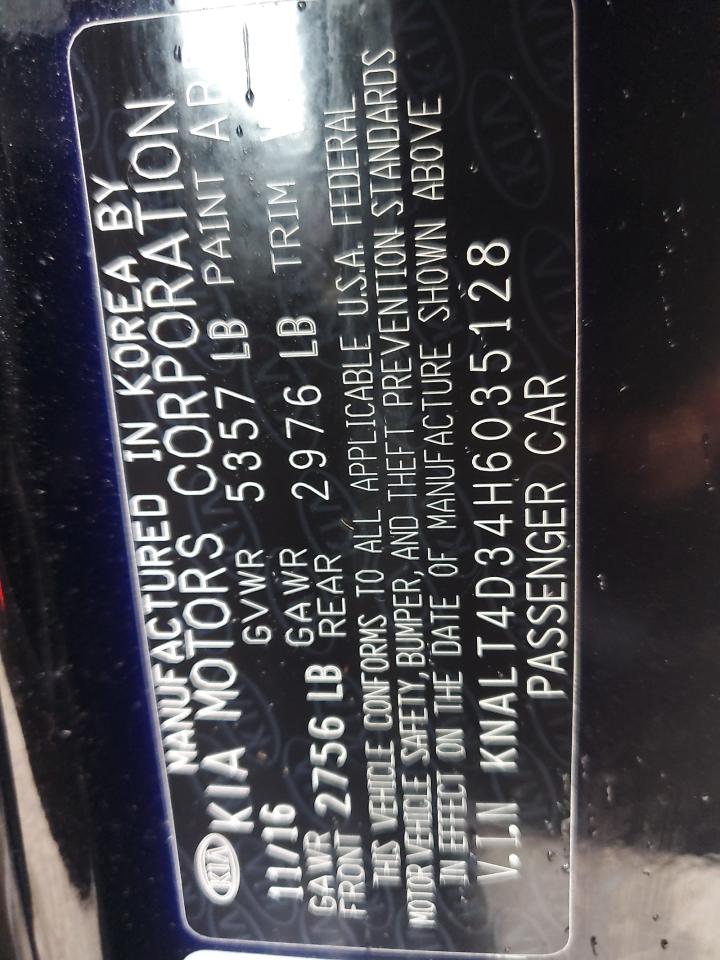 MANUFACTURED IN KOREA BY
KIA KIA MOTORS CORPORATION
11/16 GVWR 5357 LB PAINT
GAWR FRONT 2756 LB GAWR REAR 2976 LB TRIM
THIS VEHICLE CONFORMS TO ALL APPLICABLE U.S.A. FEDERAL
MOTOR VEHICLE SAFETY, BUMPER, AND THEFT PREVENTION STANDARDS
IN EFFECT ON THE DATE OF MANUFACTURE SHOWN ABOVE
V.I.N KNALT4D34H6035128
PASSENGER CAR